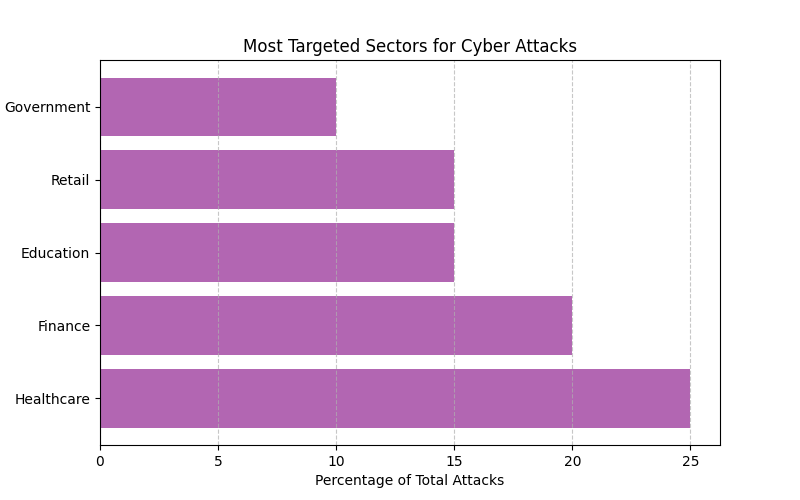 Most Targeted Sectors for Cyber Attacks
Government
Retail
Education
Finance
Healthcare
0 5 10 15 20 25
Percentage of Total Attacks